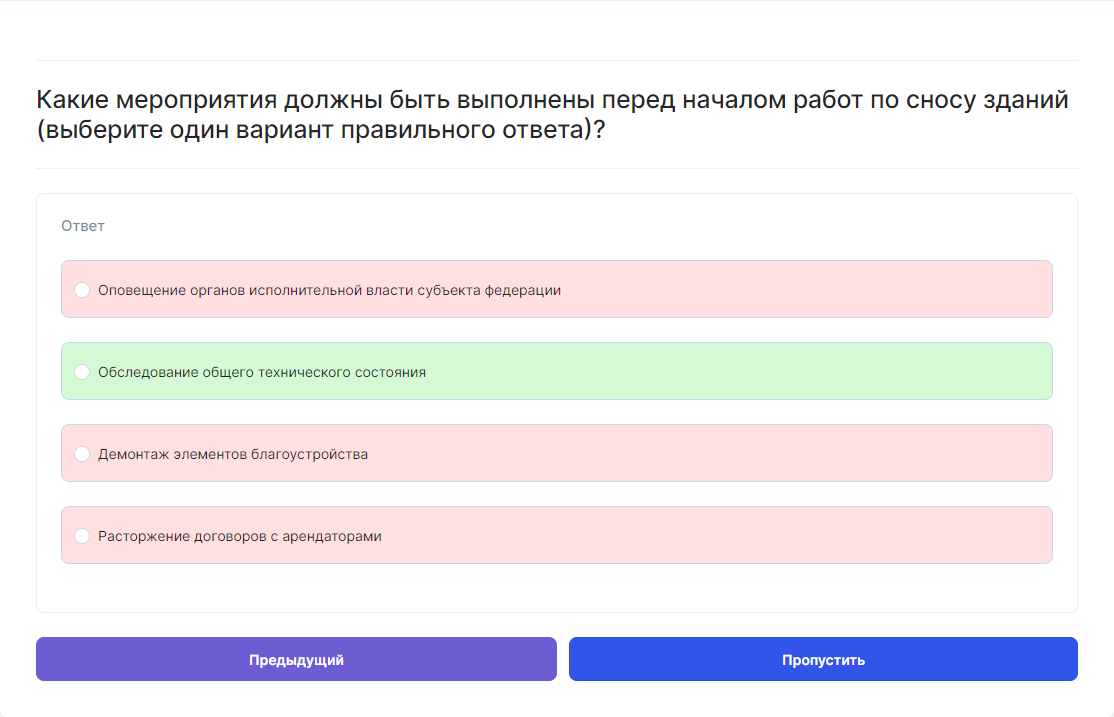 Какие мероприятия должны быть выполнены перед началом работ по сносу зданий
(выберите один вариант правильного ответа)?
Ответ
Оповещение органов исполнительной власти субъекта федерации
Обследование общего технического состояния
Демонтаж элементов благоустройства
Расторжение договоров с арендаторами
Предыдущий
Пропустить